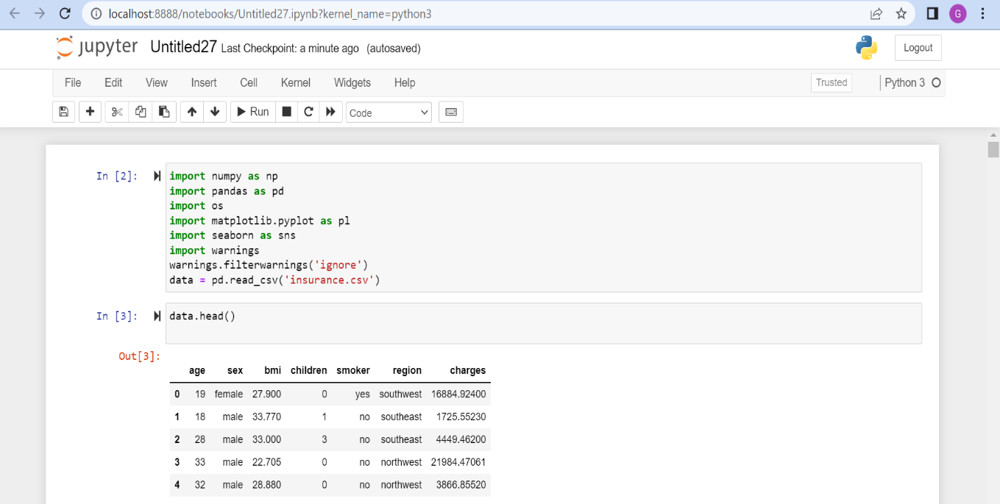 localhost:8888/notebooks/Untitled27.ipynb?kernel_name=python3
G
jupyter Untitled27 Last Checkpoint: a minute ago (autosaved)
Logout
File Edit View Insert Cell Kernel Widgets Help
Trusted Python 3
Run Code
In [2]:
import numpy as np
import pandas as pd
import os
import matplotlib.pyplot as pl
import seaborn as sns
import warnings
warnings.filterwarnings('ignore')
data = pd.read_csv('insurance.csv')
In [3]: data.head()
Out[3]:
age sex bmi children smoker region charges
0 19 female 27.900 0 yes southwest 16884.92400
1 18 male 33.770 1 no southeast 1725.55230
2 28 male 33.000 3 no southeast 4449.46200
3 33 male 22.705 0 no northwest 21984.47061
4 32 male 28.880 0 no northwest 3866.85520